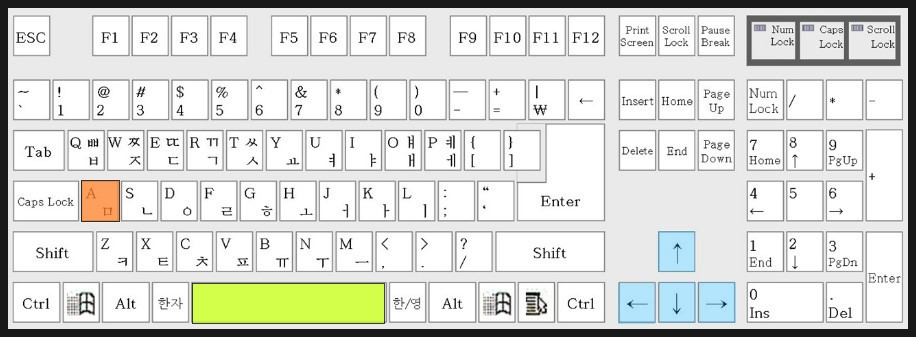 ESC F1 F2 F3 F4 F5 F6 F7 F8 F9 F10 F11 F12 Print Screen Scroll Lock Pause Break Num Lock Caps Lock Scroll Lock
~ ` ! 1 @ 2 # 3 $ 4 % 5 ^ 6 & 7 * 8 ( 9 ) 0 — - + = | ₩ ← Insert Home Page Up Num Lock / * -
Tab Q ㅃ ㅂ W ㅉ ㅈ E ㄸ ㄷ R ㄲ ㄱ T ㅆ ㅅ Y ㅛ U ㅕ I ㅑ O ㅒ ㅐ P ㅖ ㅔ { [ } ] Delete End Page Down 7 Home 8 ↑ 9 PgUp +
Caps Lock A ㅁ S ㄴ D ㅇ F ㄹ G ㅎ H ㅗ J ㅓ K ㅏ L ㅣ : ; “ ‘ Enter 4 ← 5 6 →
Shift Z ㅋ X ㅌ C ㅊ V ㅍ B ㅠ N ㅜ M ㅡ < , > . ? / Shift ↑ 1 End 2 ↓ 3 PgDn Enter
Ctrl Alt 한자 한/영 Alt Ctrl ← ↓ → 0 Ins . Del